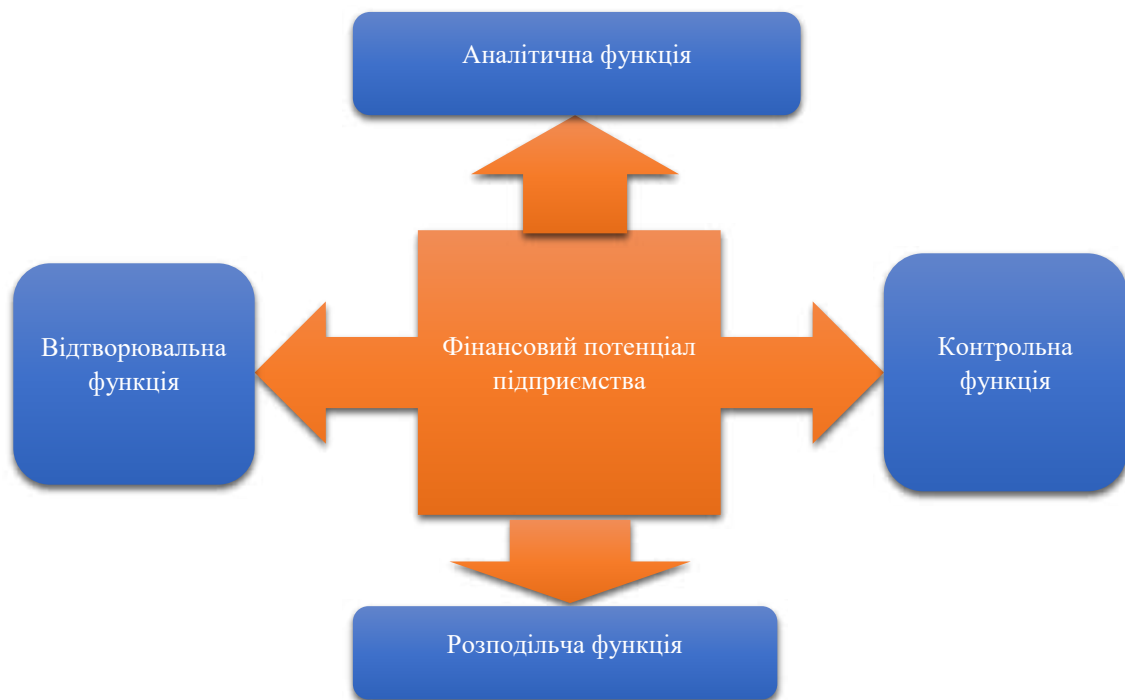 Аналітична функція
Відтворювальна
функція
Фінансовий потенціал
підприємства
Контрольна
функція
Розподільча функція